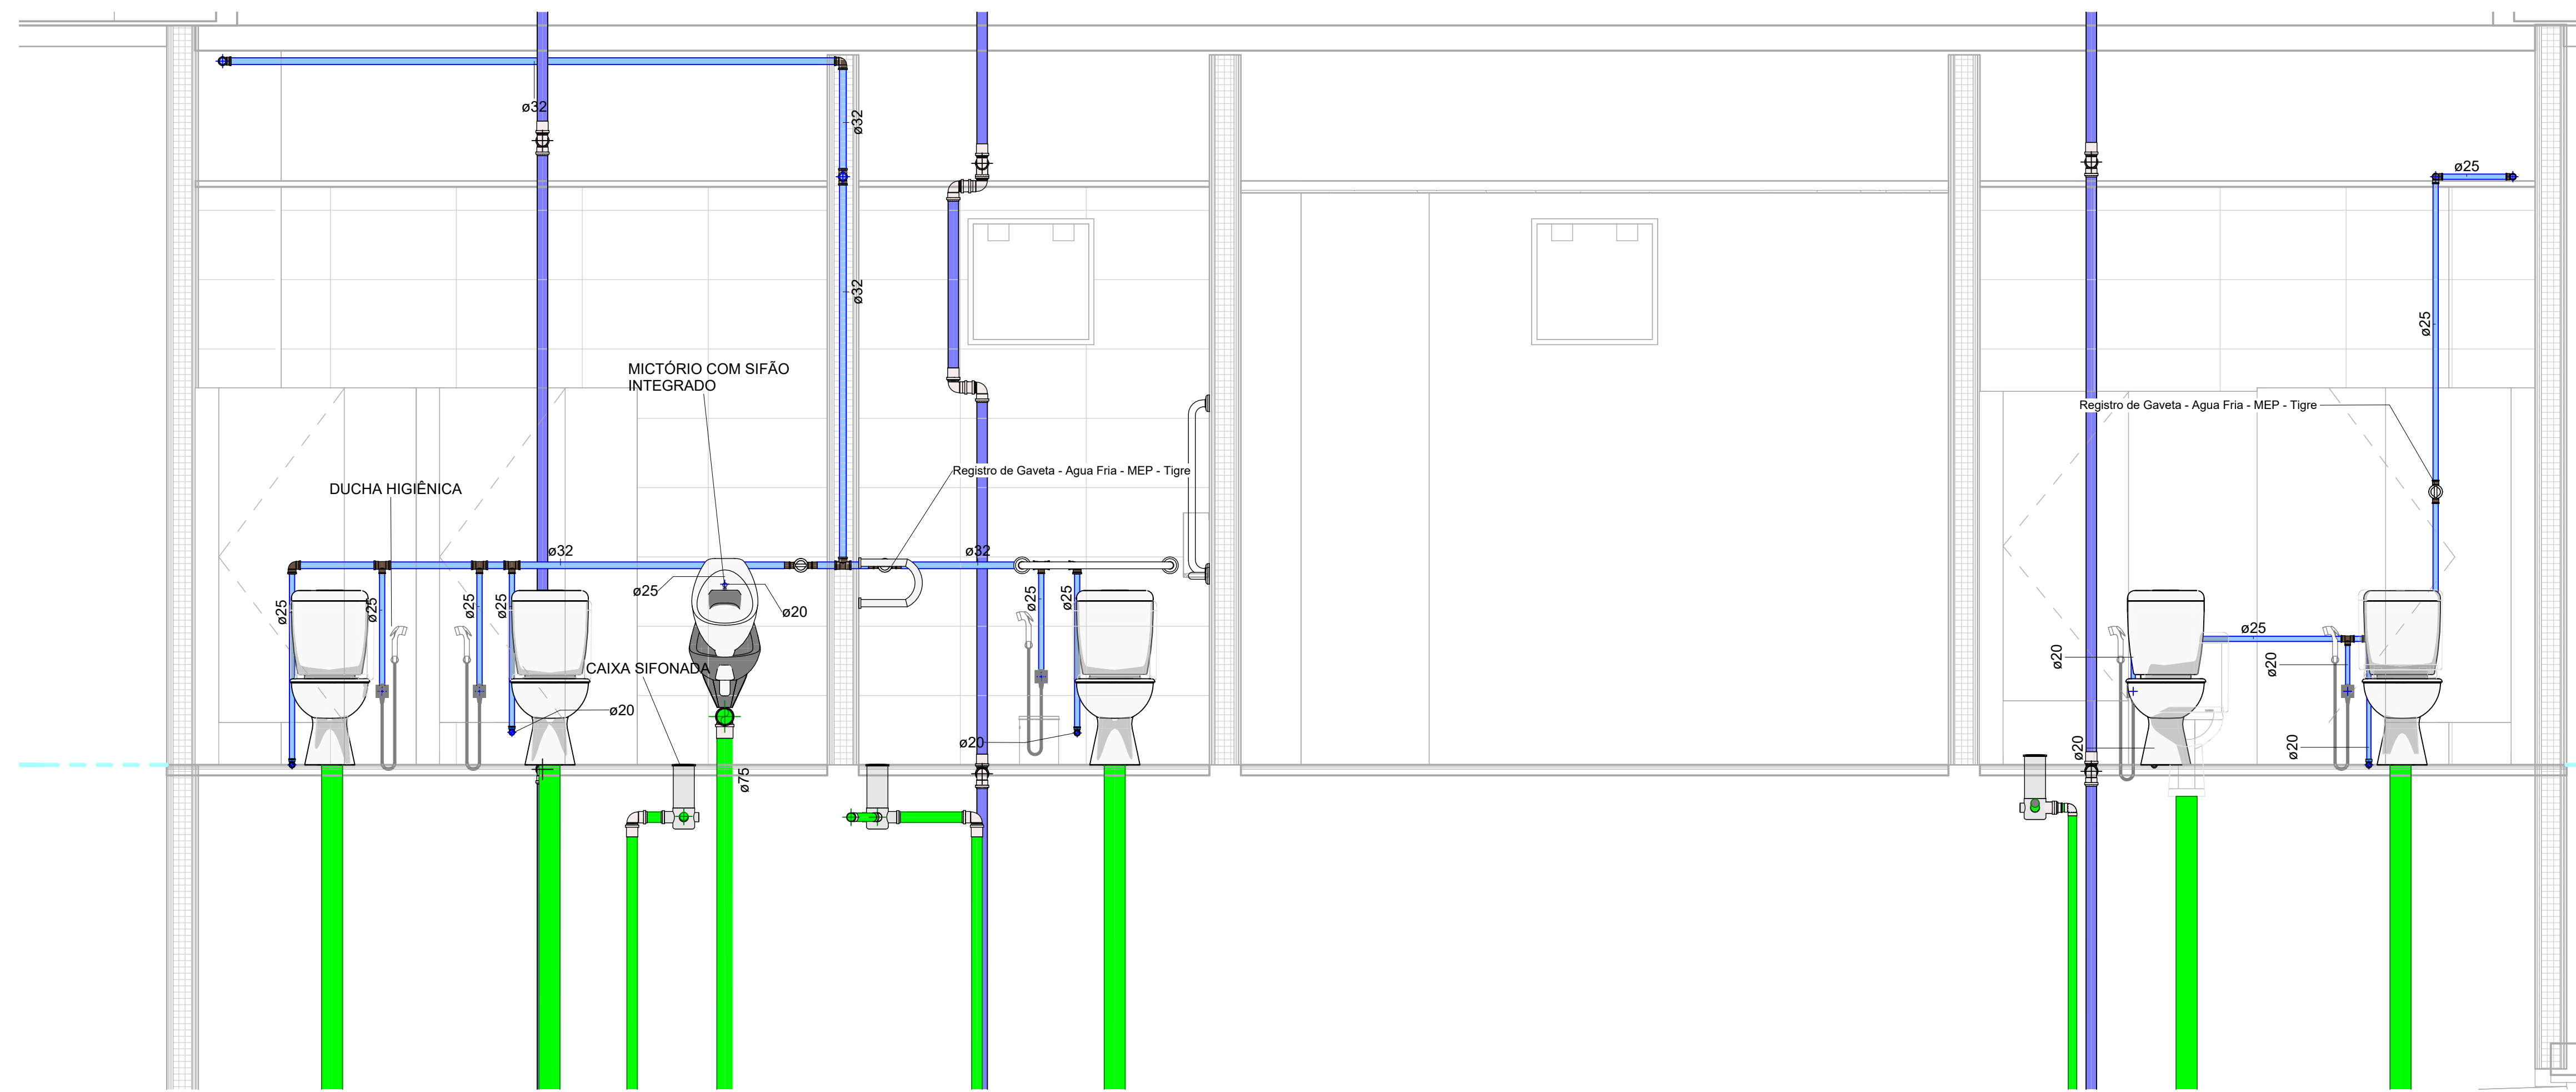 ø32
ø32
ø25
ø32
ø25
MICTÓRIO COM SIFÃO
INTEGRADO
Registro de Gaveta - Agua Fria - MEP - Tigre
Registro de Gaveta - Agua Fria - MEP - Tigre
DUCHA HIGIÊNICA
ø32
ø32
ø25
ø20
ø25
ø25
ø25
ø25
ø25
ø25
ø25
ø20
ø20
CAIXA SIFONADA
ø20
ø20
ø20
ø20
ø75